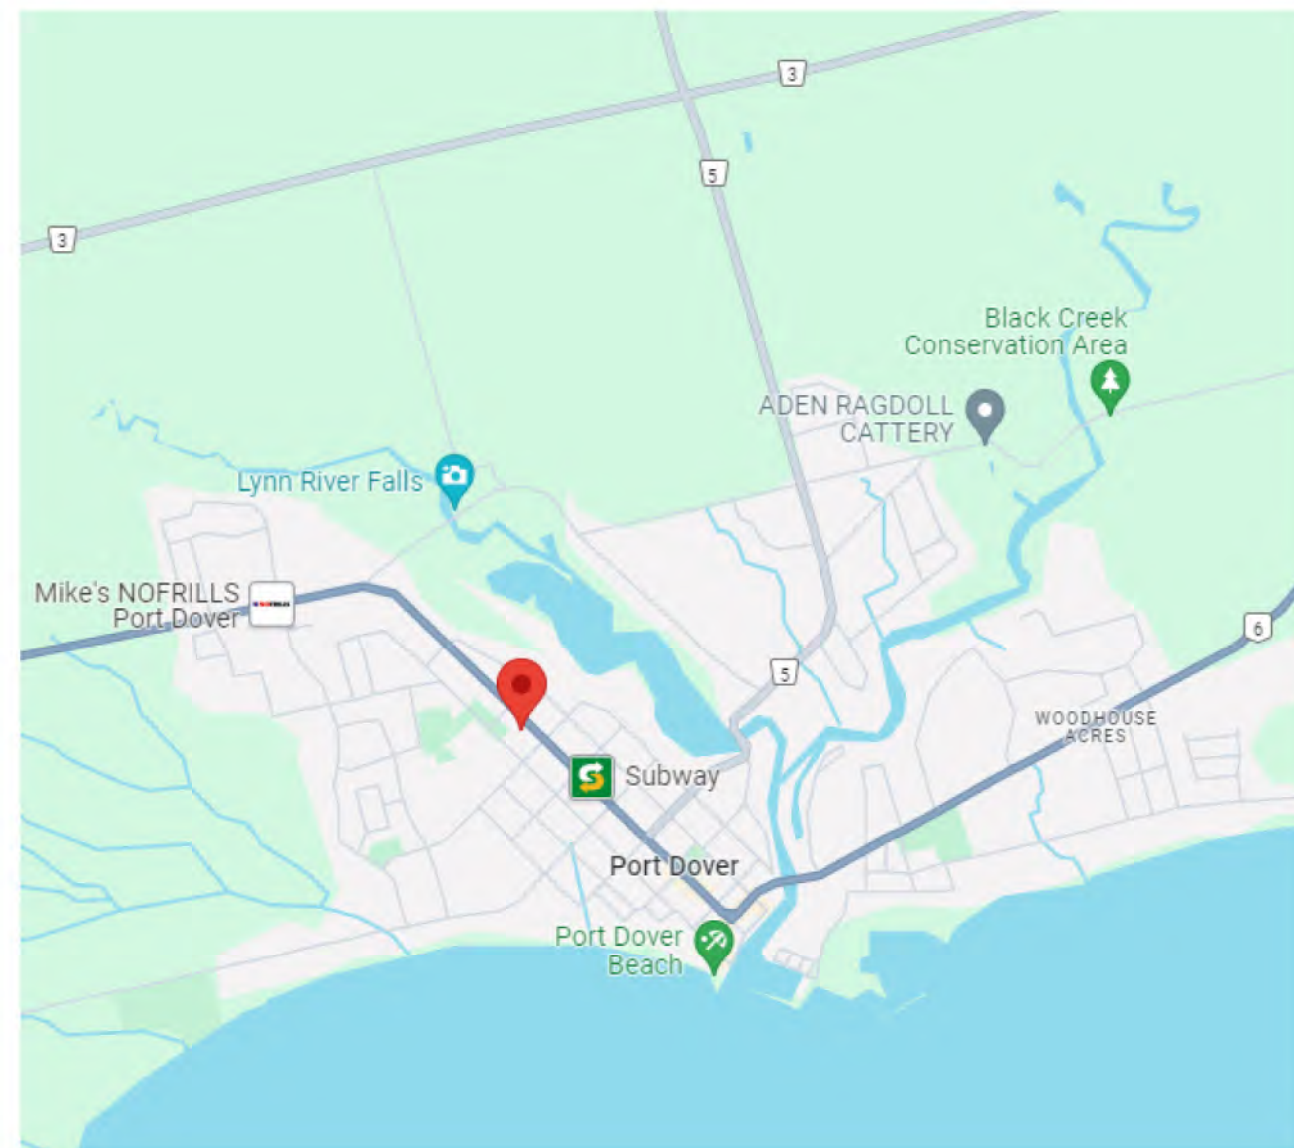 3
5
3
Black Creek
Conservation Area
ADEN RAGDOLL
CATTERY
Lynn River Falls
Mike's NOFRILLS
Port Dover
NOFRILLS
6
5
WOODHOUSE
ACRES
Subway
Port Dover
Port Dover
Beach